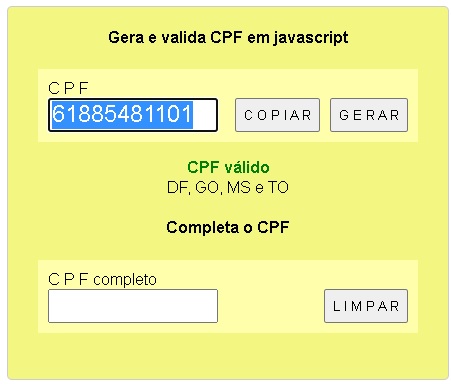 Gera e valida CPF em javascript
C P F
61885481101 C O P I A R G E R A R
CPF válido
DF, GO, MS e TO
Completa o CPF
C P F completo
L I M P A R